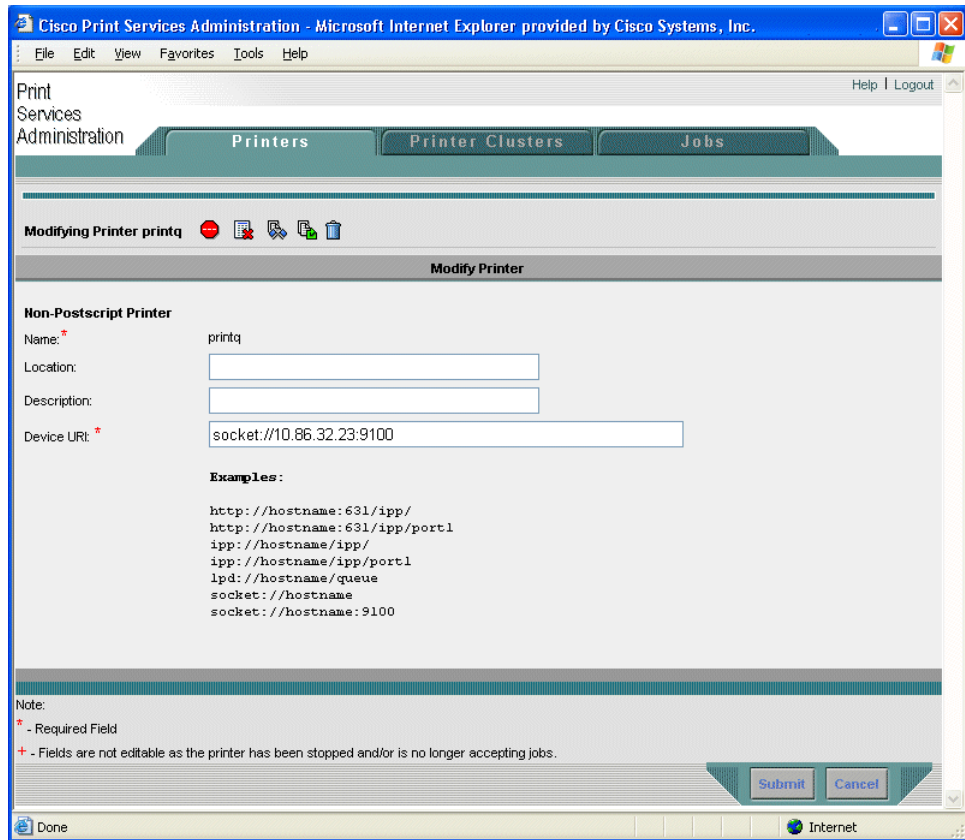 Cisco Print Services Administration - Microsoft Internet Explorer provided by Cisco Systems, Inc.
File Edit View Favorites Tools Help
Help | Logout
Print
Services
Administration
Printers Printer Clusters Jobs
Modifying Printer printq
Modify Printer
Non-Postscript Printer
Name:* printq
Location:
Description:
Device URI: * socket://10.86.32.23:9100
Examples:
http://hostname:631/ipp/
http://hostname:631/ipp/port1
ipp://hostname/ipp/
ipp://hostname/ipp/port1
lpd://hostname/queue
socket://hostname
socket://hostname:9100
Note:
* - Required Field
+ - Fields are not editable as the printer has been stopped and/or is no longer accepting jobs.
Submit Cancel
Done Internet